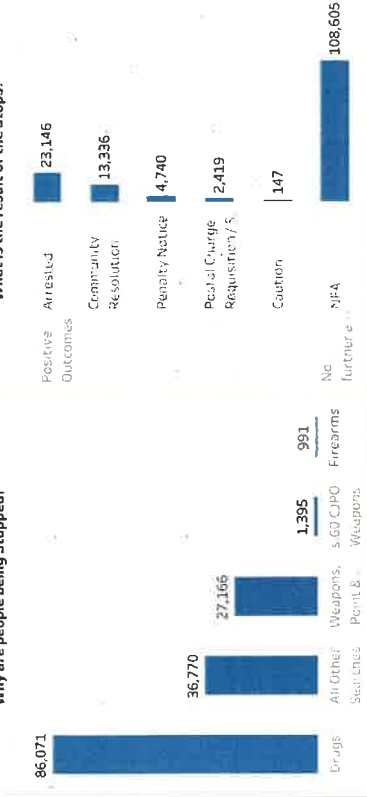 Why are people being stopped?
86,071
36,770
27,166
1,395
991
Drugs
All Other
Searches
Weapons,
Point &
s.60 CJPO
Weapons
Firearms
What is the result of the stops?
Positive
Outcomes
Arrested
23,146
Community
Resolution
13,336
Penalty Notice
4,740
Postal Charge
Requisition / S
2,419
Caution
147
No
further
NFA
108,605